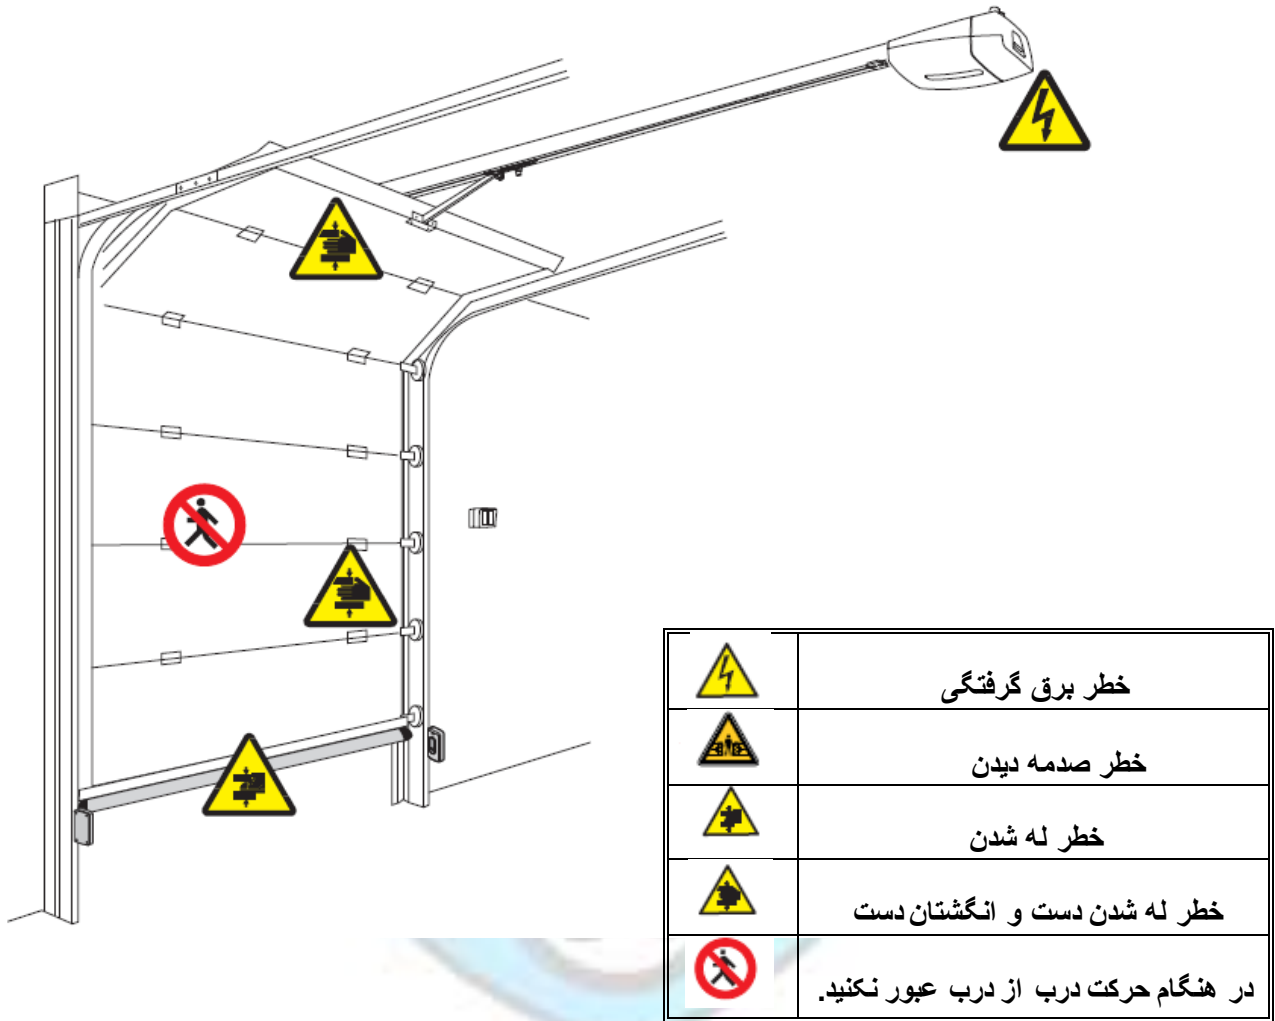 خطر برق گرفتگی
خطر صدمه دیدن
خطر له شدن
خطر له شدن دست و انگشتان دست
در هنگام حرکت درب از درب عبور نکنید.